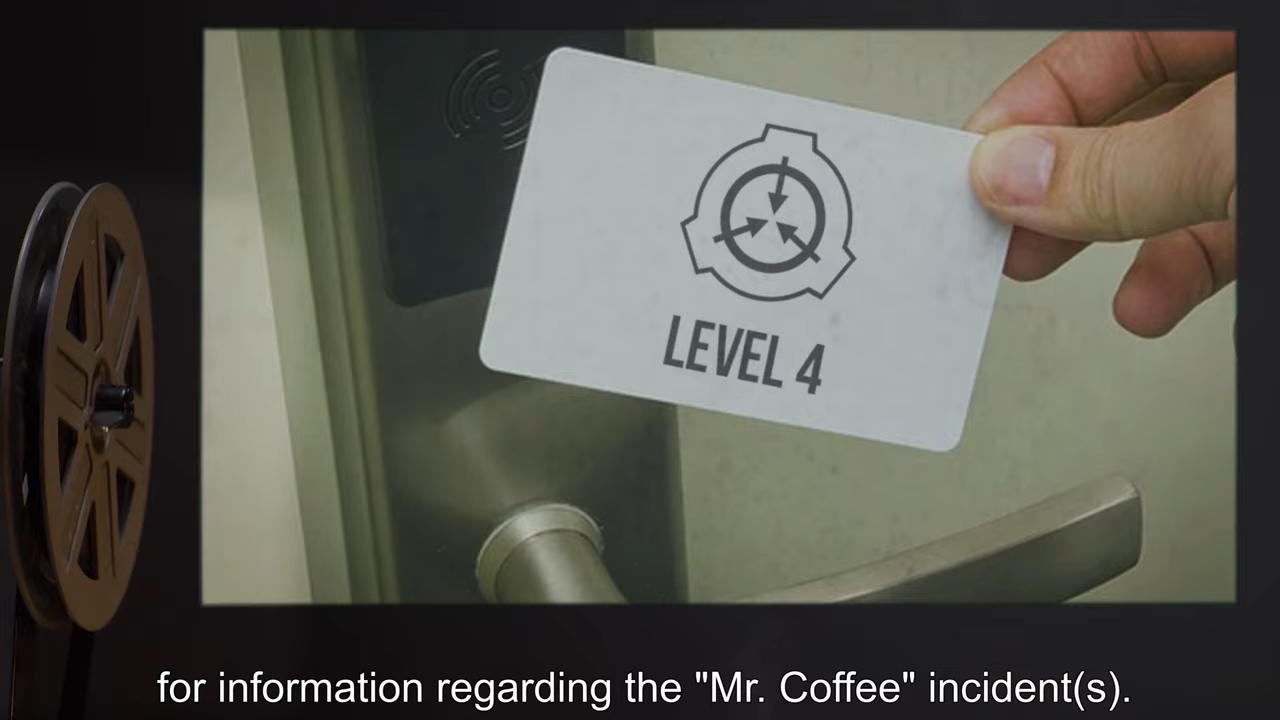 LEVEL 4
for information regarding the "Mr. Coffee" incident(s).